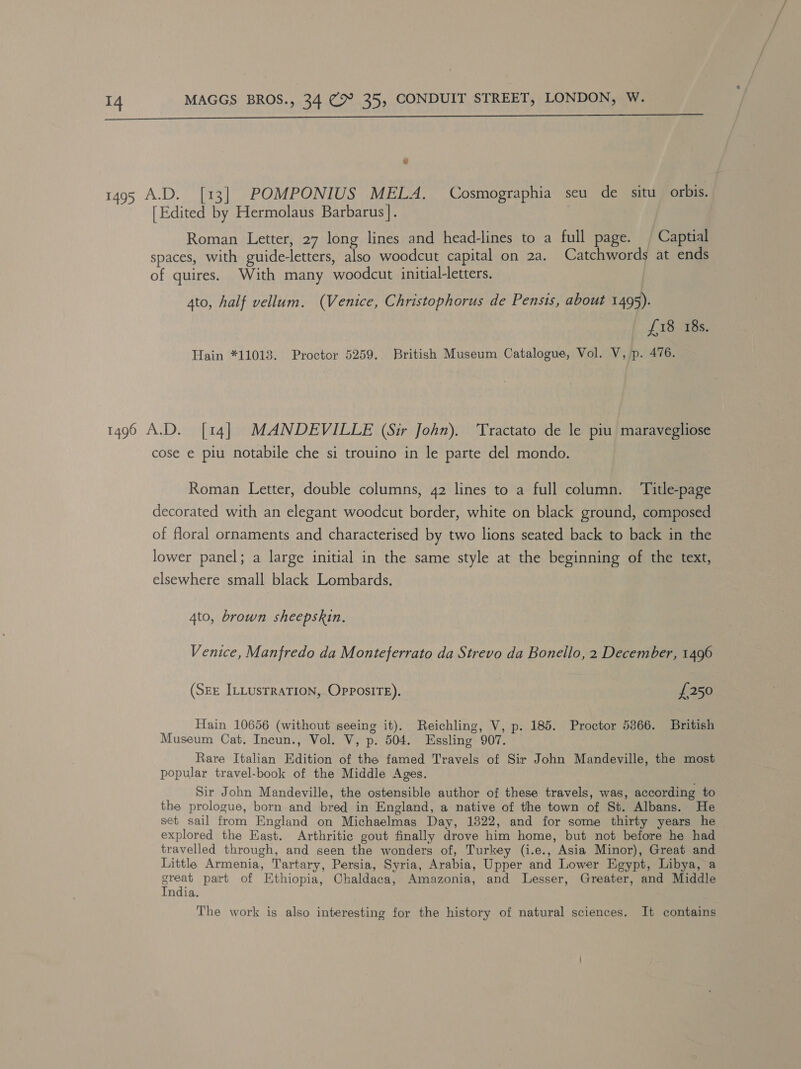 14 MAGGS BROS., 34 & 35, CONDUIT STREET, LONDON, W.
1495 A.D. [13] POMPONIUS MELA. Cosmographia seu de situ orbis.
[Edited by Hermolaus Barbarus].
Roman Letter, 27 long lines and head-lines to a full page. Captial
spaces, with guide-letters, also woodcut capital on 2a. Catchwords at ends
of quires. With many woodcut initial-letters.
4to, half vellum. (Venice, Christophorus de Pensis, about 1495).
£18 18s.
Hain *11013. Proctor 5259. British Museum Catalogue, Vol. V, p. 476.
1496 A.D. [14] MANDEVILLE (Sir John). Tractato de le piu maravegliose
cose e piu notabile che si trouino in le parte del mondo.
Roman Letter, double columns, 42 lines to a full column. Title-page
decorated with an elegant woodcut border, white on black ground, composed
of floral ornaments and characterised by two lions seated back to back in the
lower panel; a large initial in the same style at the beginning of the text,
elsewhere small black Lombards.
4to, brown sheepskin.
Venice, Manfredo da Monteferrato da Strevo da Bonello, 2 December, 1496
(SEE ILLUSTRATION, OPPOSITE). £250
Hain 10656 (without seeing it). Reichling, V, p. 185. Proctor 5366. British
Museum Cat. Incun., Vol. V, p. 504. Essling 907.
Rare Italian Edition of the famed Travels of Sir John Mandeville, the most
popular travel-book of the Middle Ages.
Sir John Mandeville, the ostensible author of these travels, was, according to
the prologue, born and bred in England, a native of the town of St. Albans. He
set sail from England on Michaelmas Day, 1322, and for some thirty years he
explored the East. Arthritic gout finally drove him home, but not before he had
travelled through, and seen the wonders of, Turkey (i.e., Asia Minor), Great and
Little Armenia, Tartary, Persia, Syria, Arabia, Upper and Lower Egypt, Libya, a
great part of Ethiopia, Chaldaea, Amazonia, and Lesser, Greater, and Middle
India.
The work is also interesting for the history of natural sciences. It contains